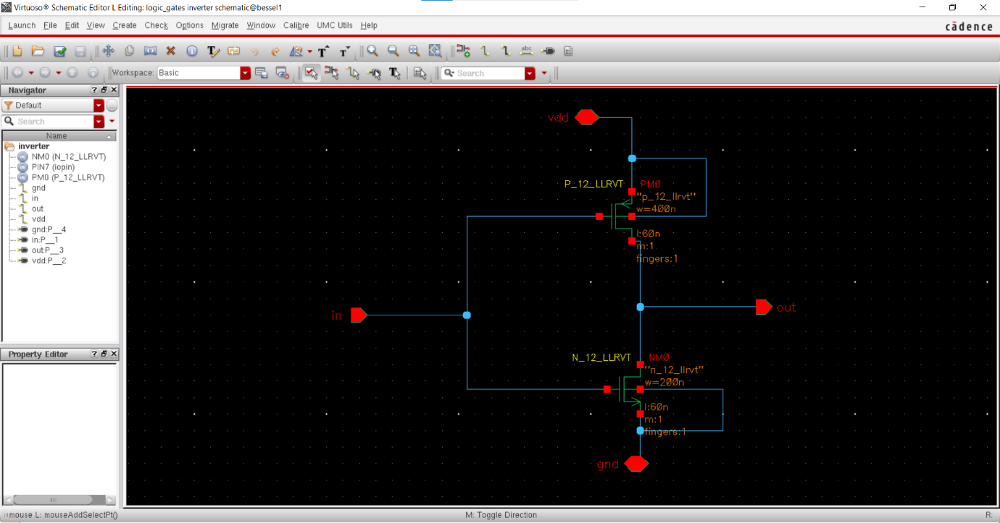 Virtuoso® Schematic Editor L Editing: logic_gates inverter schematic@bessel1
Launch File Edit View Create Check Options Migrate Window Calibre UMC Utils Help
cādence
abc
Workspace: Basic
Search
Navigator
Default
Search
Name
inverter
NM0 (N_12_LLRVT)
PIN7 (iopin)
PM0 (P_12_LLRVT)
gnd
in
out
vdd
gnd:P__4
in:P__1
out:P__3
vdd:P__2
Property Editor
vdd
P_12_LLRVT PM0
"p_12_llrvt"
w=400n
l:60n
m:1
fingers:1
in
out
N_12_LLRVT NM0
"n_12_llrvt"
w=200n
l:60n
m:1
fingers:1
gnd
mouse L: mouseAddSelectPt()
M: Toggle Direction
R: